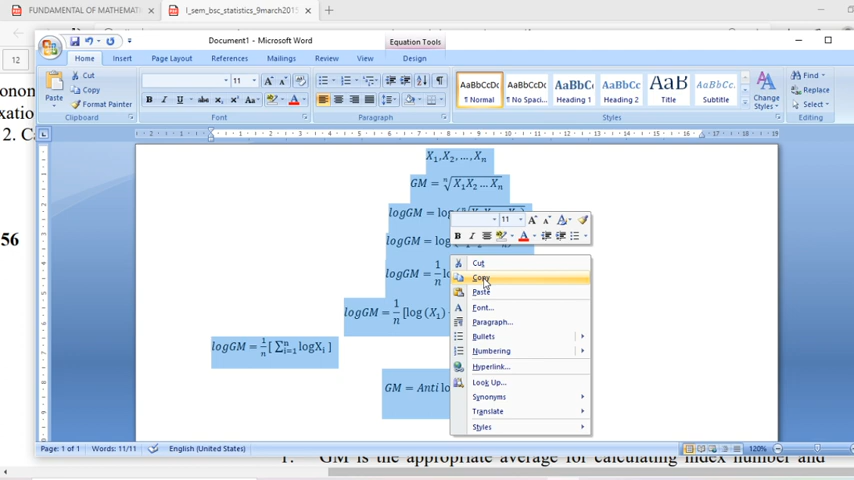 FUNDAMENTAL OF MATHEMAT
I_sem_bsc_statistics_9march2015
Document1 - Microsoft Word
Equation Tools
Home Insert Page Layout References Mailings Review View Design
12
Cut
Copy
Format Painter
Paste
Clipboard
11
Font
Paragraph
AaBbCcDc
¶ Normal
AaBbCcDc
¶ No Spaci...
AaBbCc
Heading 1
AaBbCc
Heading 2
AaBbC
Title
AaBbCc.
Subtitle
Change
Styles
Styles
Find
Replace
Select
Editing
onom
xatio
2. C
56
X₁, X₂, ..., Xₙ
GM = ⁿ√X₁X₂ ... Xₙ
logGM = log
logGM = log
logGM = 1/n
logGM = 1/n [log (X₁)
logGM = 1/n [ ∑ⁿᵢ₌₁ logXᵢ ]
GM = Anti lo
11
Cut
Copy
Paste
Font...
Paragraph...
Bullets
Numbering
Hyperlink...
Look Up...
Synonyms
Translate
Styles
Page: 1 of 1 Words: 11/11 English (United States) 120%
1. GM is the appropriate average for calculating index number and